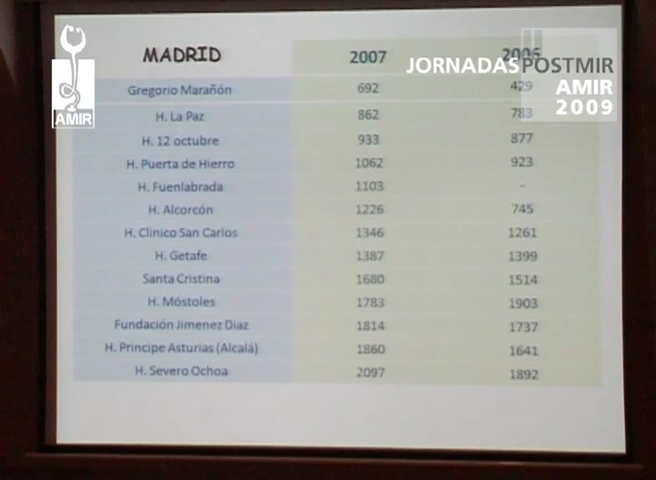 MADRID 2007 2006
JORNADAS POSTMIR
AMIR
2009
AMIR
Gregorio Marañón 692 429
H. La Paz 862 783
H. 12 octubre 933 877
H. Puerta de Hierro 1062 923
H. Fuenlabrada 1103 -
H. Alcorcón 1226 745
H. Clinico San Carlos 1346 1261
H. Getafe 1387 1399
Santa Cristina 1680 1514
H. Móstoles 1783 1903
Fundación Jimenez Diaz 1814 1737
H. Principe Asturias (Alcalá) 1860 1641
H. Severo Ochoa 2097 1892